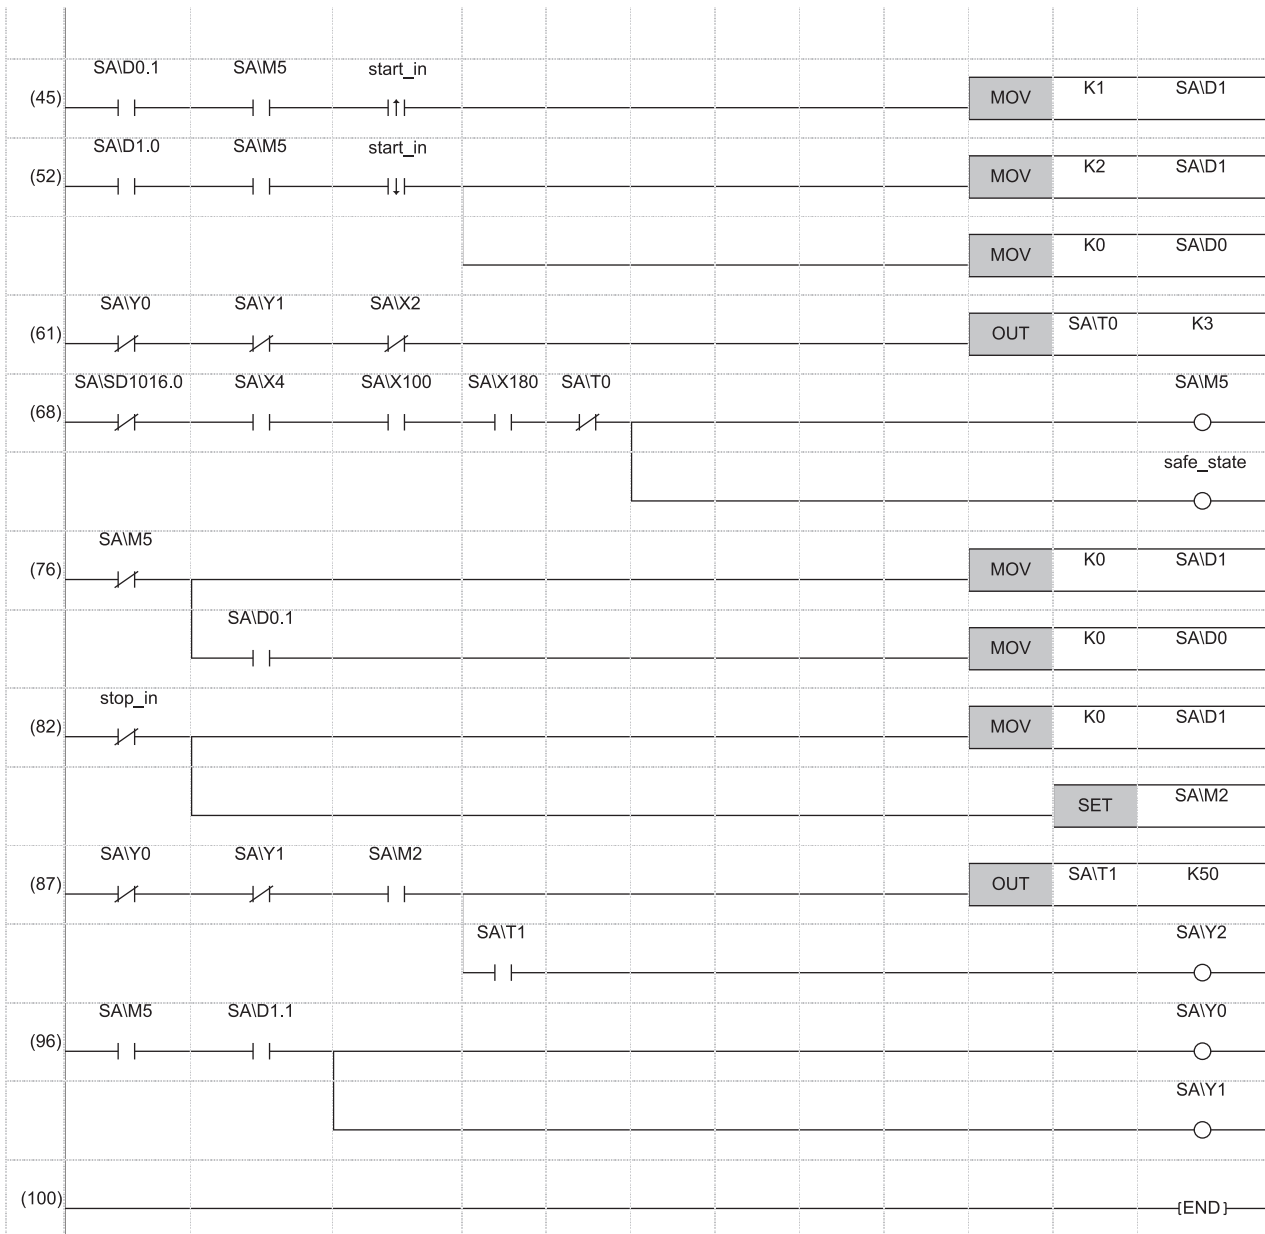 SA\D0.1 SA\M5 start_in
(45) MOV K1 SA\D1
SA\D1.0 SA\M5 start_in
(52) MOV K2 SA\D1
MOV K0 SA\D0
SA\Y0 SA\Y1 SA\X2
(61) OUT SA\T0 K3
SA\SD1016.0 SA\X4 SA\X100 SA\X180 SA\T0 SA\M5
(68)
safe_state
SA\M5
(76) MOV K0 SA\D1
SA\D0.1
MOV K0 SA\D0
stop_in
(82) MOV K0 SA\D1
SET SA\M2
SA\Y0 SA\Y1 SA\M2
(87) OUT SA\T1 K50
SA\T1 SA\Y2
SA\M5 SA\D1.1 SA\Y0
(96)
SA\Y1
(100) [END]